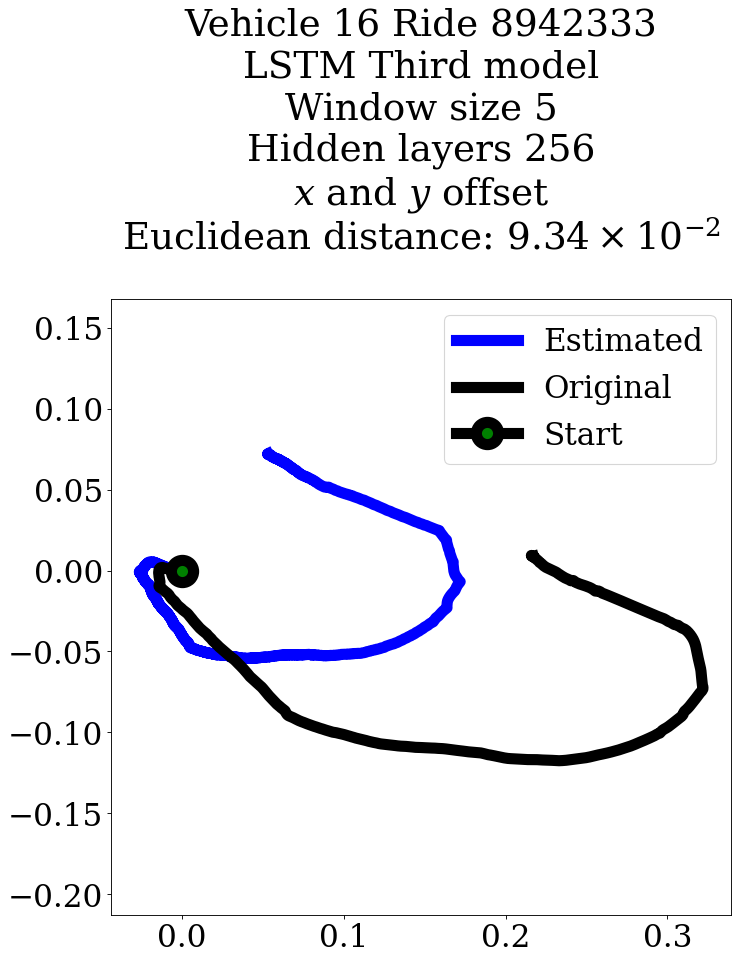 Vehicle 16 Ride 8942333
LSTM Third model
Window size 5
Hidden layers 256
x and y offset
Euclidean distance: 9.34 × 10⁻²
Estimated
Original
Start
0.15
0.10
0.05
0.00
−0.05
−0.10
−0.15
−0.20
0.0 0.1 0.2 0.3